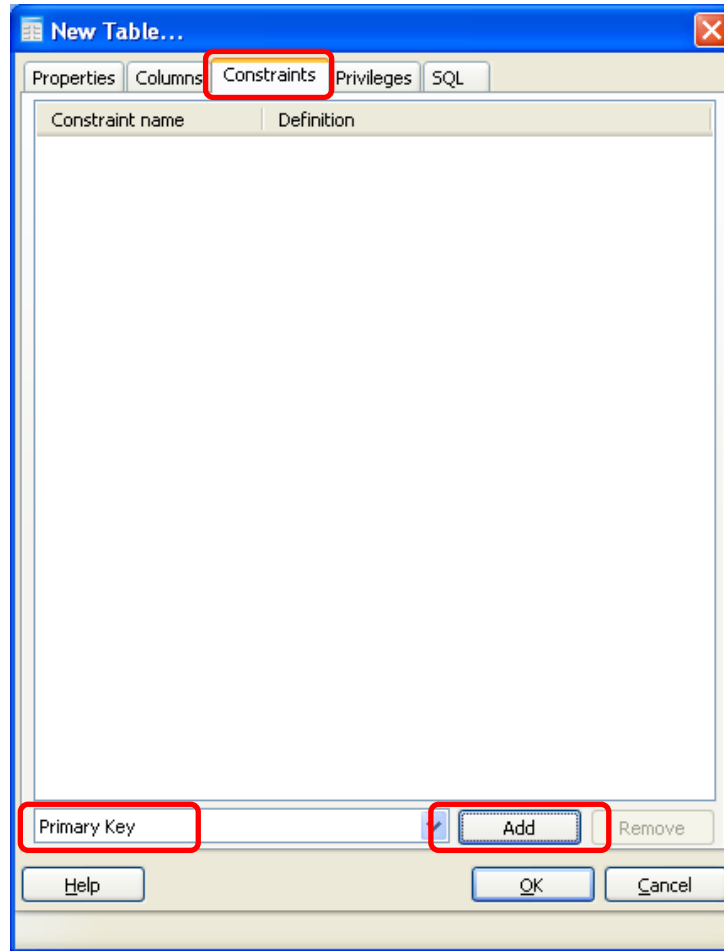 New Table...
Properties Columns Constraints Privileges SQL
Constraint name Definition
Primary Key Add Remove
Help OK Cancel